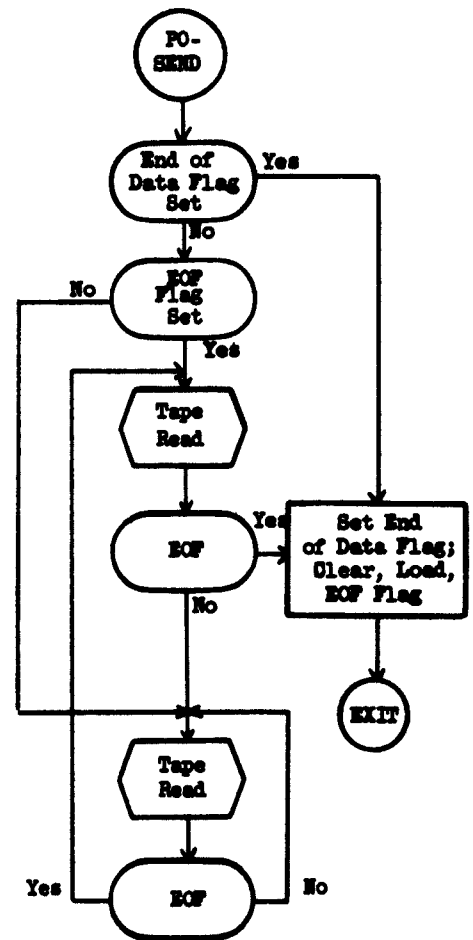 PO-
SEND
End of
Data Flag
Set
Yes
No
EOF
Flag
Set
No
Yes
Tape
Read
EOF
Yes
No
Set End
of Data Flag;
Clear, Load,
EOF Flag
EXIT
Tape
Read
EOF
Yes
No